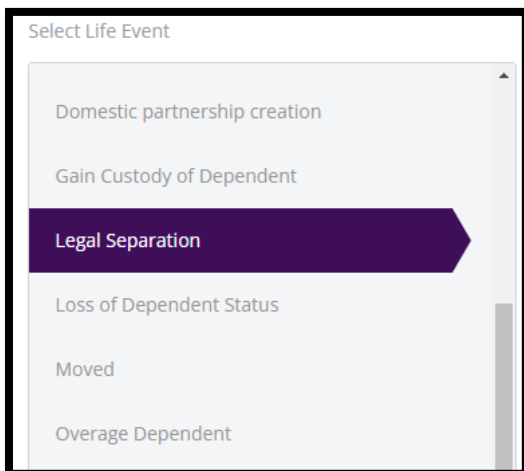 Select Life Event
Domestic partnership creation
Gain Custody of Dependent
Legal Separation
Loss of Dependent Status
Moved
Overage Dependent